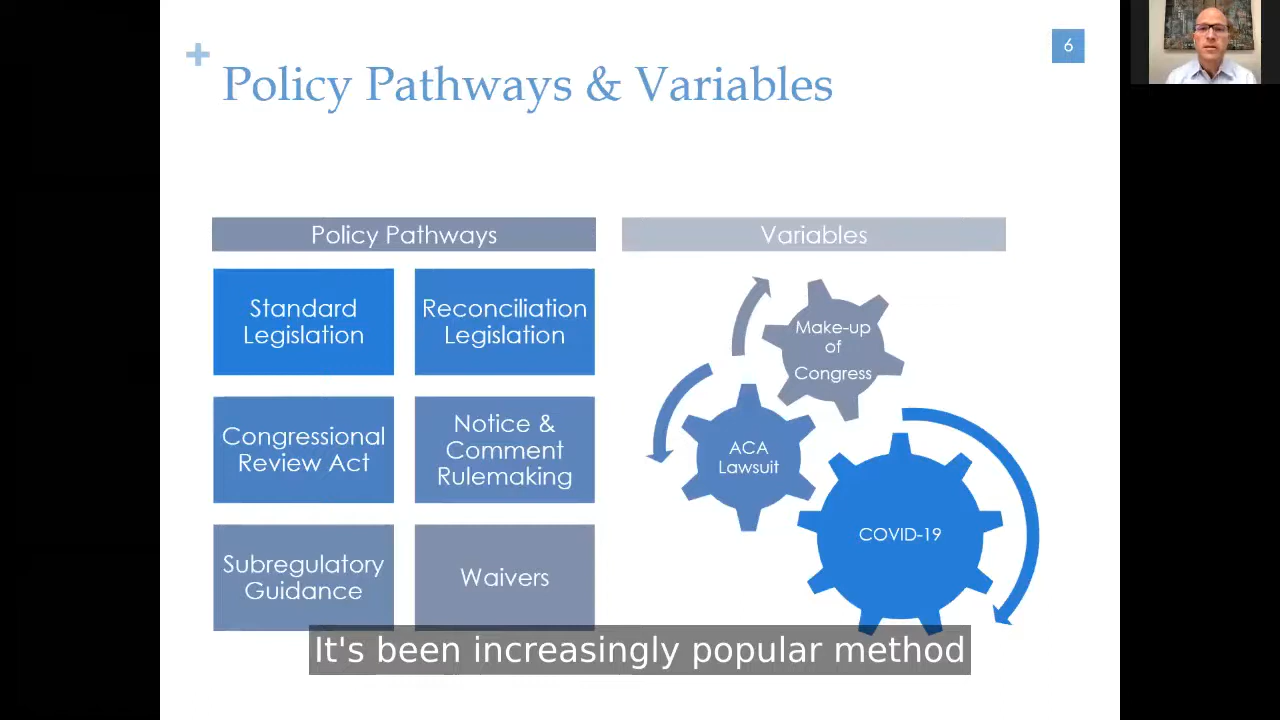 +
Policy Pathways & Variables
6
Policy Pathways
Variables
Standard
Legislation
Reconciliation
Legislation
Congressional
Review Act
Notice &
Comment
Rulemaking
Subregulatory
Guidance
Waivers
Make-up
of
Congress
ACA
Lawsuit
COVID-19
It's been increasingly popular method